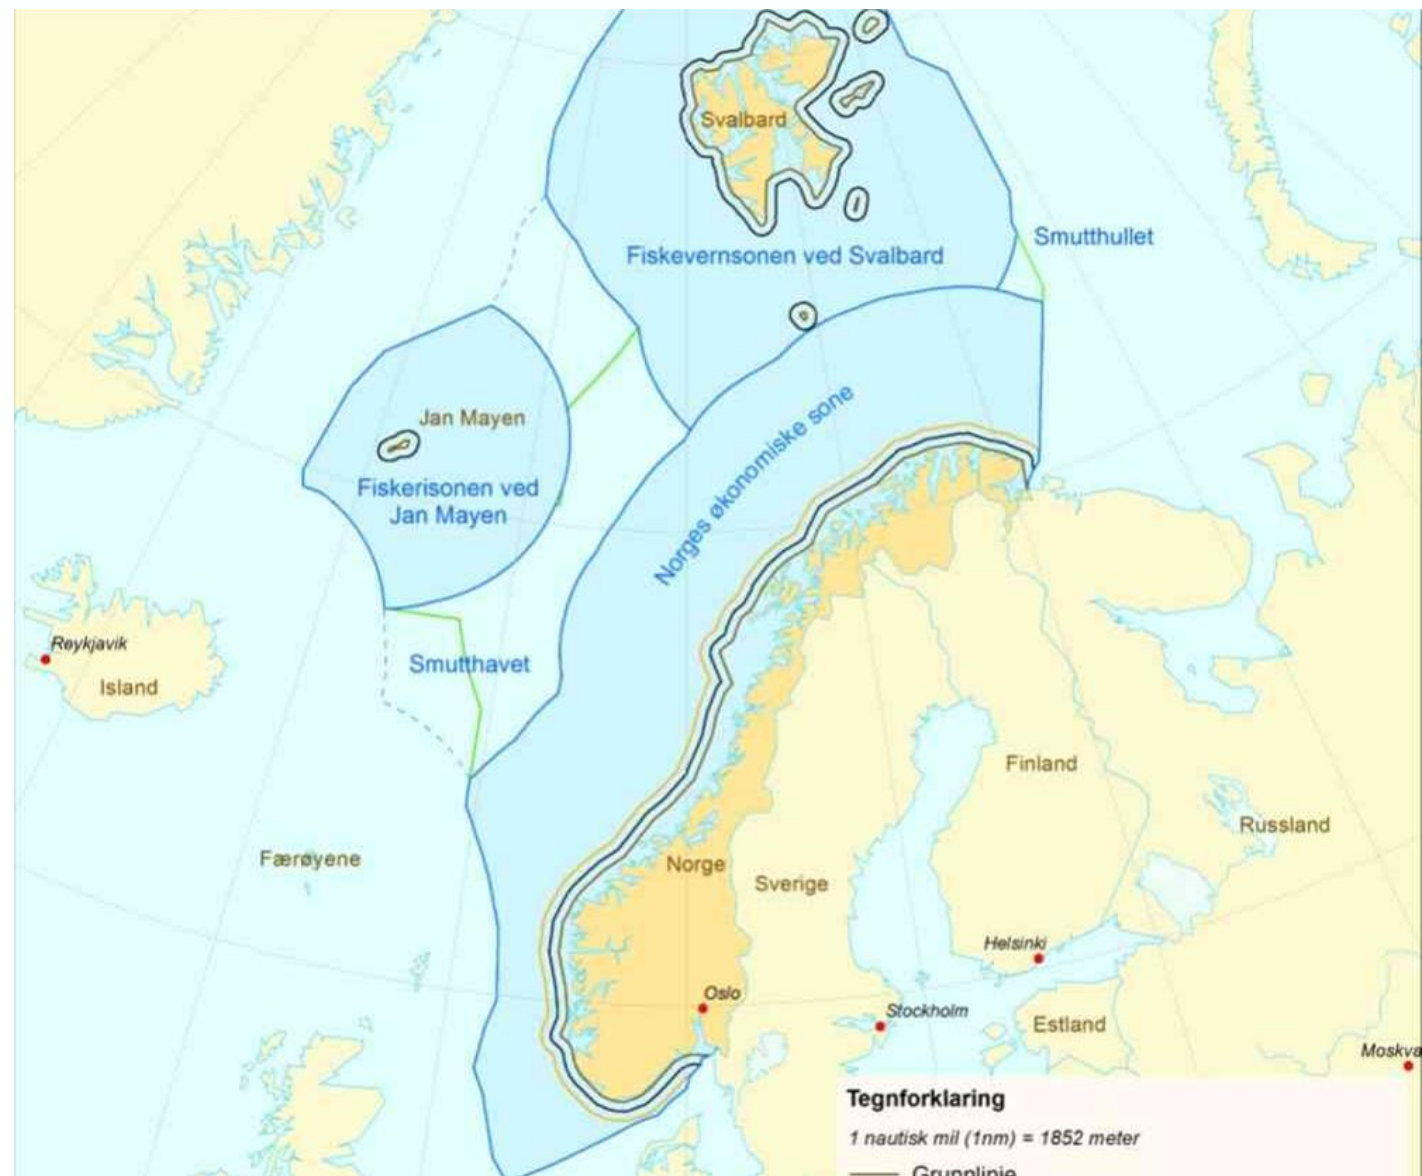 Svalbard
Smutthullet
Fiskevernsonen ved Svalbard
Jan Mayen
Norges økonomiske sone
Fiskerisonen ved
Jan Mayen
Reykjavik
Smutthavet
Island
Finland
Russland
Færøyene
Norge
Sverige
Helsinki
Oslo
Stockholm
Estland
Moskva
Tegnforklaring
1 nautisk mil (1nm) = 1852 meter
Grunnlinje